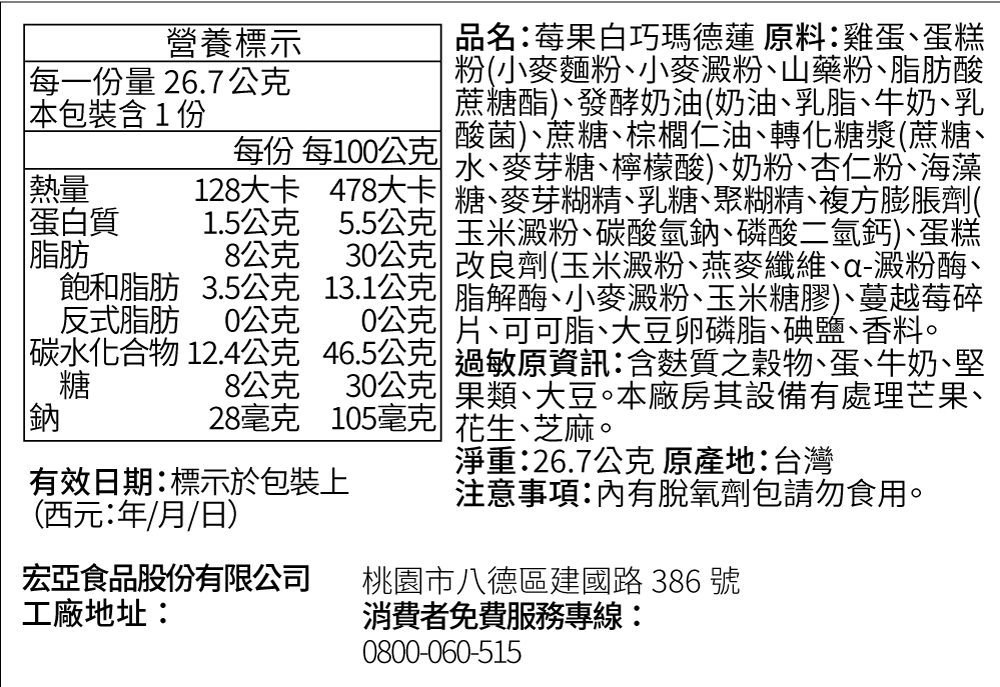 營養標示
每一份量 26.7公克
本包裝含 1 份
每份 每100公克
熱量 128大卡 478大卡
蛋白質 1.5公克 5.5公克
脂肪 8公克 30公克
飽和脂肪 3.5公克 13.1公克
反式脂肪 0公克 0公克
碳水化合物 12.4公克 46.5公克
糖 8公克 30公克
鈉 28毫克 105毫克
有效日期：標示於包裝上
（西元：年/月/日）
品名：莓果白巧瑪德蓮 原料：雞蛋、蛋糕
粉(小麥麵粉、小麥澱粉、山藥粉、脂肪酸
蔗糖酯)、發酵奶油(奶油、乳脂、牛奶、乳
酸菌)、蔗糖、棕櫚仁油、轉化糖漿(蔗糖、
水、麥芽糖、檸檬酸)、奶粉、杏仁粉、海藻
糖、麥芽糊精、乳糖、聚糊精、複方膨脹劑(
玉米澱粉、碳酸氫鈉、磷酸二氫鈣)、蛋糕
改良劑(玉米澱粉、燕麥纖維、α-澱粉酶、
脂解酶、小麥澱粉、玉米糖膠)、蔓越莓碎
片、可可脂、大豆卵磷脂、碘鹽、香料。
過敏原資訊：含麩質之穀物、蛋、牛奶、堅
果類、大豆。本廠房其設備有處理芒果、
花生、芝麻。
淨重：26.7公克 原產地：台灣
注意事項：內有脫氧劑包請勿食用。
宏亞食品股份有限公司
工廠地址：
桃園市八德區建國路 386 號
消費者免費服務專線：
0800-060-515